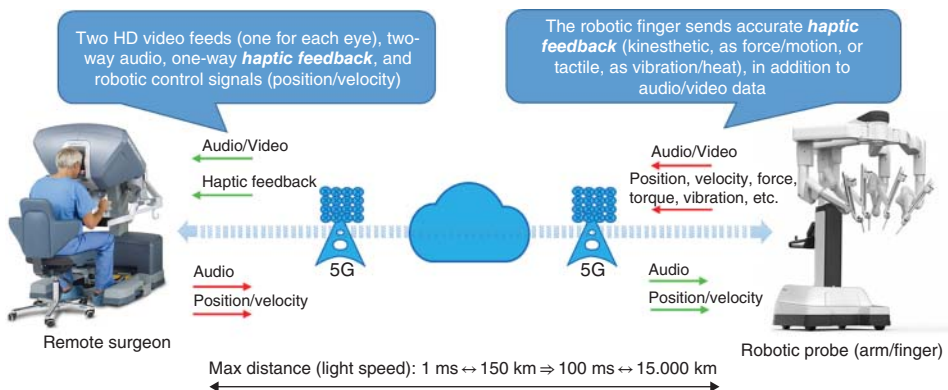 Two HD video feeds (one for each eye), two-
way audio, one-way haptic feedback, and
robotic control signals (position/velocity)
The robotic finger sends accurate haptic
feedback (kinesthetic, as force/motion, or
tactile, as vibration/heat), in addition to
audio/video data
Audio/Video
Haptic feedback
Audio/Video
Position, velocity, force,
torque, vibration, etc.
5G
5G
Audio
Position/velocity
Audio
Position/velocity
Remote surgeon
Robotic probe (arm/finger)
Max distance (light speed): 1 ms ↔ 150 km ⇒ 100 ms ↔ 15.000 km